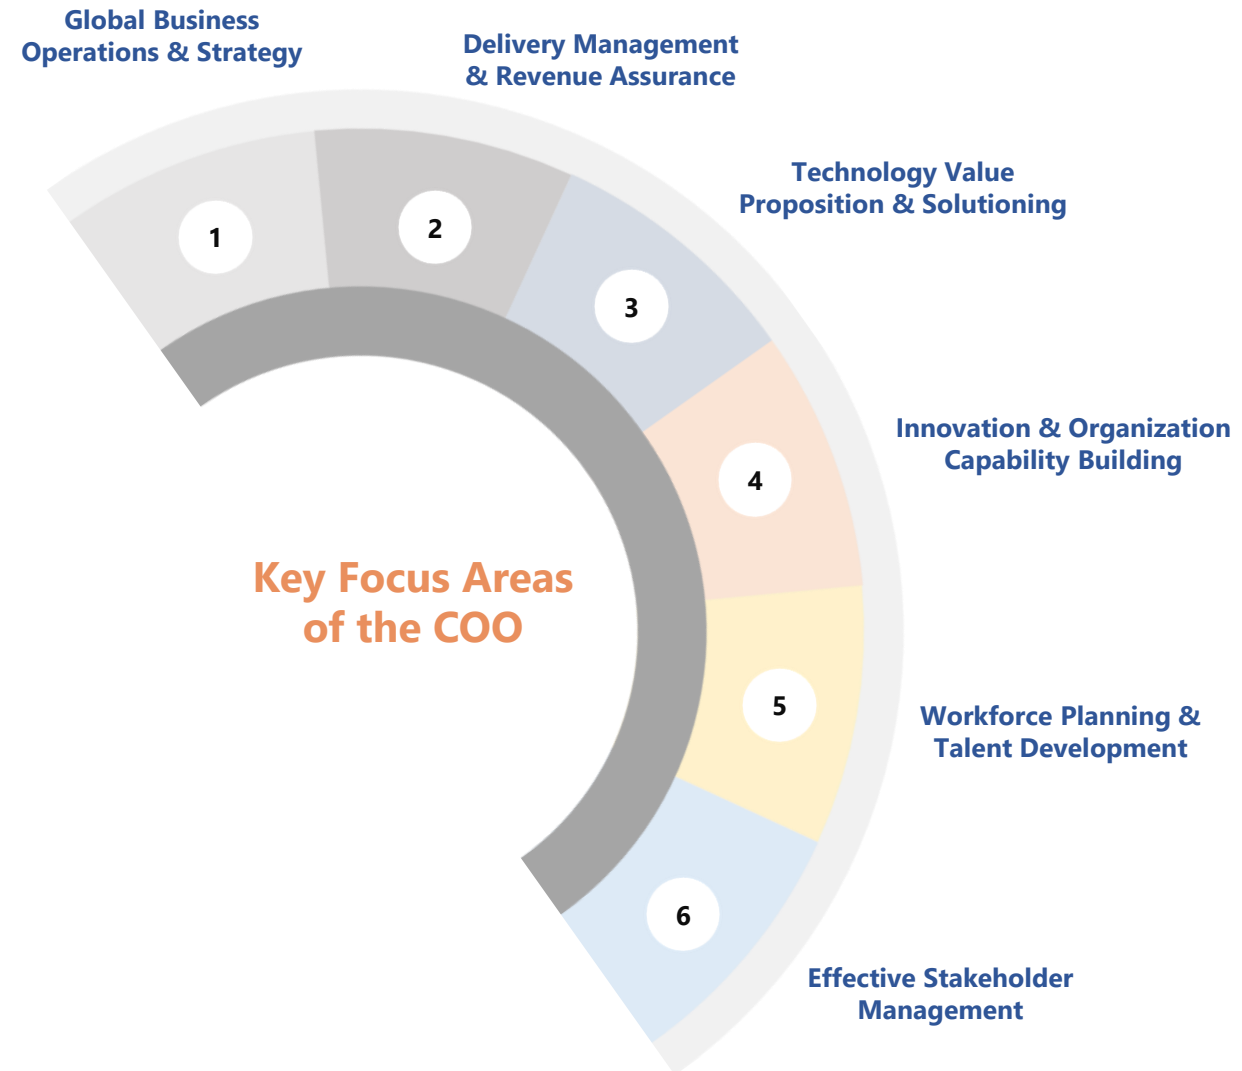 Global Business
Operations & Strategy
Delivery Management
& Revenue Assurance
Technology Value
Proposition & Solutioning
Innovation & Organization
Capability Building
Workforce Planning &
Talent Development
Effective Stakeholder
Management
1
2
3
4
5
6
Key Focus Areas
of the COO